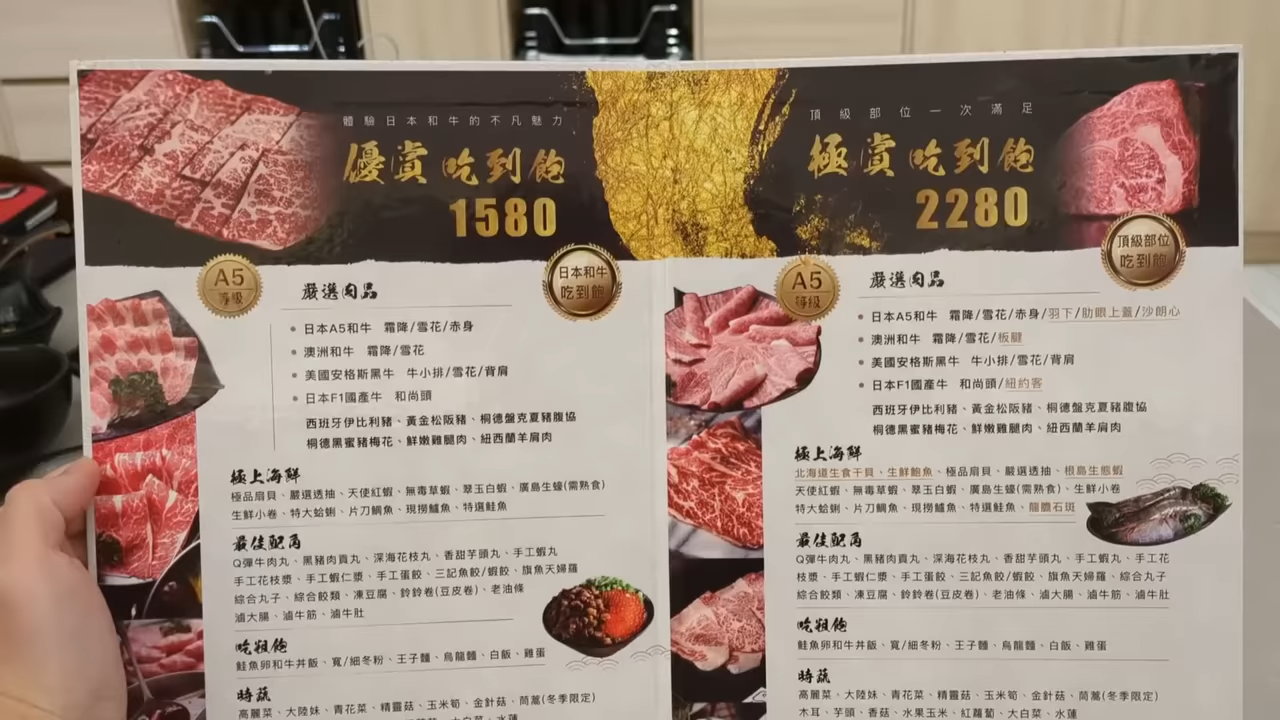 體驗日本和牛的不凡魅力
優賞吃到飽
1580
A5
等級
日本和牛
吃到飽
嚴選肉品
日本A5和牛 霜降/雪花/赤身
澳洲和牛 霜降/雪花
美國安格斯黑牛 牛小排/雪花/背肩
日本F1國產牛 和尚頭
西班牙伊比利豬、黃金松阪豬、桐德盤克夏豬腹協
桐德黑蜜豬梅花、鮮嫩雞腿肉、紐西蘭羊肩肉
極上海鮮
極品扇貝、嚴選透抽、天使紅蝦、無毒草蝦、翠玉白蝦、廣島生蠔(需熟食)
生鮮小卷、特大蛤蜊、片刀鯛魚、現撈鱸魚、特選鮭魚
最佳配角
Q彈牛肉丸、黑豬肉貢丸、深海花枝丸、香甜芋頭丸、手工蝦丸
手工花枝漿、手工蝦仁漿、手工蛋餃、三記魚餃/蝦餃、旗魚天婦羅
綜合丸子、綜合餃類、凍豆腐、鈴鈴卷(豆皮卷)、老油條
滷大腸、滷牛筋、滷牛肚
吃粗飽
鮭魚卵和牛丼飯、寬/細冬粉、王子麵、烏龍麵、白飯、雞蛋
時蔬
高麗菜、大陸妹、青花菜、精靈菇、玉米筍、金針菇、茼蒿(冬季限定)
大白菜、水蓮
頂級部位一次滿足
極賞吃到飽
2280
A5
等級
頂級部位
吃到飽
嚴選肉品
日本A5和牛 霜降/雪花/赤身/羽下/肋眼上蓋/沙朗心
澳洲和牛 霜降/雪花/板腱
美國安格斯黑牛 牛小排/雪花/背肩
日本F1國產牛 和尚頭/紐約客
西班牙伊比利豬、黃金松阪豬、桐德盤克夏豬腹協
桐德黑蜜豬梅花、鮮嫩雞腿肉、紐西蘭羊肩肉
極上海鮮
北海道生食干貝、生鮮鮑魚、極品扇貝、嚴選透抽、根島生態蝦
天使紅蝦、無毒草蝦、翠玉白蝦、廣島生蠔(需熟食)、生鮮小卷
特大蛤蜊、片刀鯛魚、現撈鱸魚、特選鮭魚、龍膽石斑
最佳配角
Q彈牛肉丸、黑豬肉貢丸、深海花枝丸、香甜芋頭丸、手工蝦丸、手工花
枝漿、手工蝦仁漿、手工蛋餃、三記魚餃/蝦餃、旗魚天婦羅、綜合丸子
綜合餃類、凍豆腐、鈴鈴卷(豆皮卷)、老油條、滷大腸、滷牛筋、滷牛肚
吃粗飽
鮭魚卵和牛丼飯、寬/細冬粉、王子麵、烏龍麵、白飯、雞蛋
時蔬
高麗菜、大陸妹、青花菜、精靈菇、玉米筍、金針菇、茼蒿(冬季限定)
木耳、芋頭、香菇、水果玉米、紅蘿蔔、大白菜、水蓮